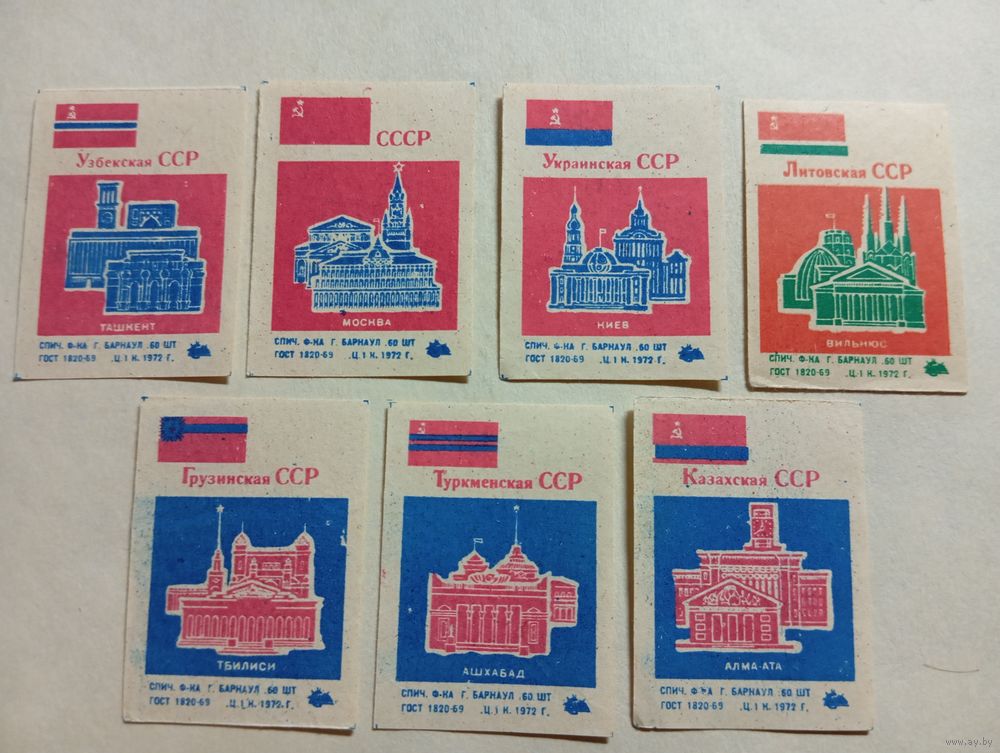 Узбекская ССР
ТАШКЕНТ
СПИЧ. Ф-КА Г. БАРНАУЛ .60 ШТ
ГОСТ 1820-69 .Ц.1 К. 1972 Г.
СССР
МОСКВА
СПИЧ. Ф-КА Г. БАРНАУЛ .60 ШТ
ГОСТ 1820-69 .Ц.1 К. 1972 Г.
Украинская ССР
КИЕВ
СПИЧ. Ф-КА Г. БАРНАУЛ .60 ШТ
ГОСТ 1820-69 .Ц.1 К. 1972 Г.
Литовская ССР
ВИЛЬНЮС
СПИЧ. Ф-КА Г. БАРНАУЛ .60 ШТ
ГОСТ 1820-69 .Ц.1 К. 1972 Г.
Грузинская ССР
ТБИЛИСИ
СПИЧ. Ф-КА Г. БАРНАУЛ .60 ШТ
ГОСТ 1820-69 .Ц.1 К. 1972 Г.
Туркменская ССР
АШХАБАД
СПИЧ. Ф-КА Г. БАРНАУЛ .60 ШТ
ГОСТ 1820-69 .Ц.1 К. 1972 Г.
Казахская ССР
АЛМА-АТА
СПИЧ. Ф-КА Г. БАРНАУЛ .60 ШТ
ГОСТ 1820-69 .Ц.1 К. 1972 Г.
www.ay.by